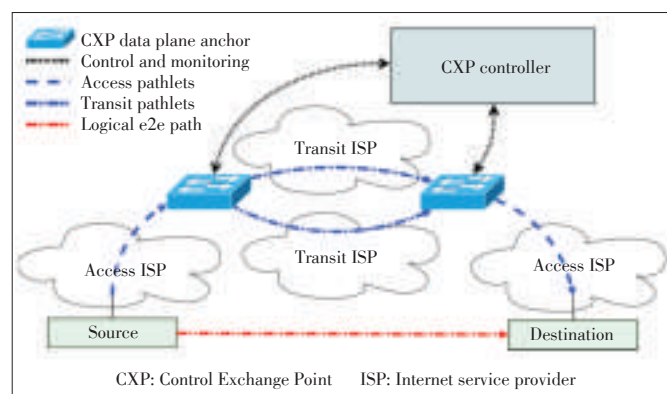 CXP data plane anchor
Control and monitoring
Access pathlets
Transit pathlets
Logical e2e path
CXP controller
Transit ISP
Transit ISP
Access ISP
Access ISP
Source
Destination
CXP: Control Exchange Point ISP: Internet service provider